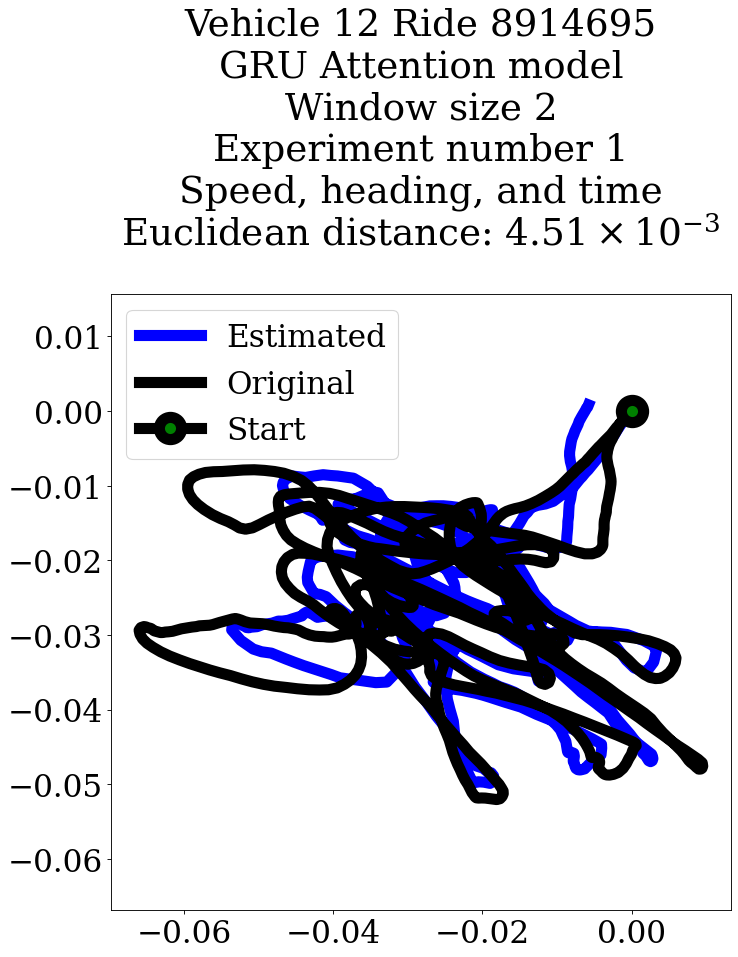 Vehicle 12 Ride 8914695
GRU Attention model
Window size 2
Experiment number 1
Speed, heading, and time
Euclidean distance: 4.51 × 10⁻³
Estimated
Original
Start
0.01
0.00
−0.01
−0.02
−0.03
−0.04
−0.05
−0.06
−0.06 −0.04 −0.02 0.00